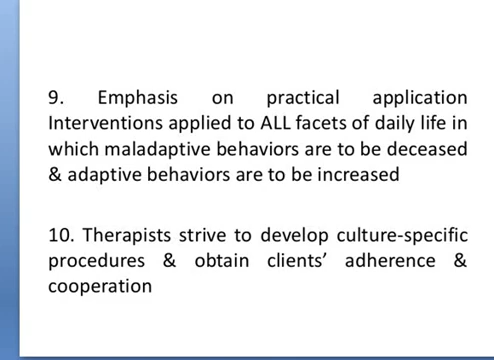 9. Emphasis on practical application
Interventions applied to ALL facets of daily life in
which maladaptive behaviors are to be deceased
& adaptive behaviors are to be increased
10. Therapists strive to develop culture-specific
procedures & obtain clients’ adherence &
cooperation